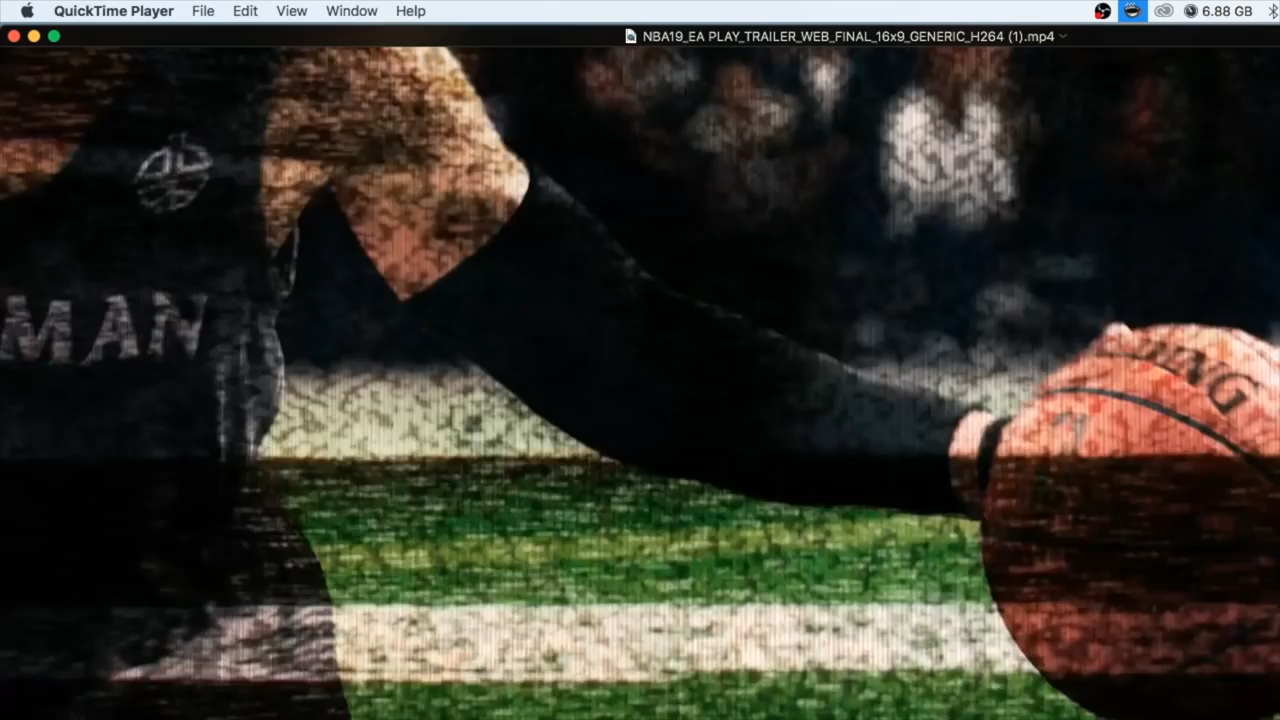 QuickTime Player File Edit View Window Help 6.88 GB
NBA19_EA PLAY_TRAILER_WEB_FINAL_16x9_GENERIC_H264 (1).mp4
MAN
DING